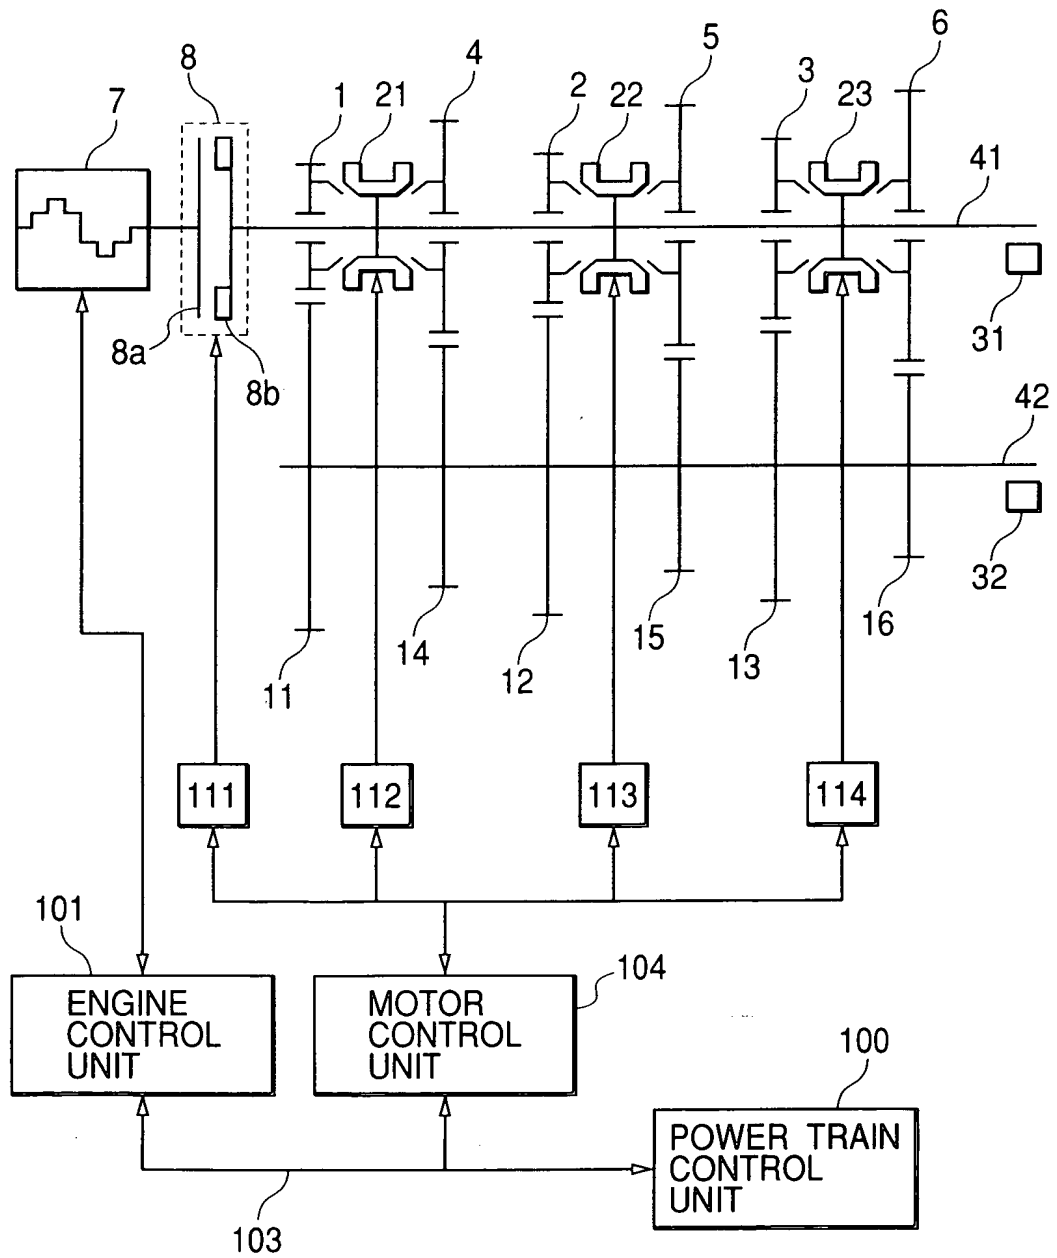 6
5
4
8
3
2
23
22
21
1
7
41
31
8a
8b
42
32
16
15
13
14
12
11
111
112
113
114
101
104
ENGINE
CONTROL
UNIT
MOTOR
CONTROL
UNIT
100
POWER TRAIN
CONTROL
UNIT
103